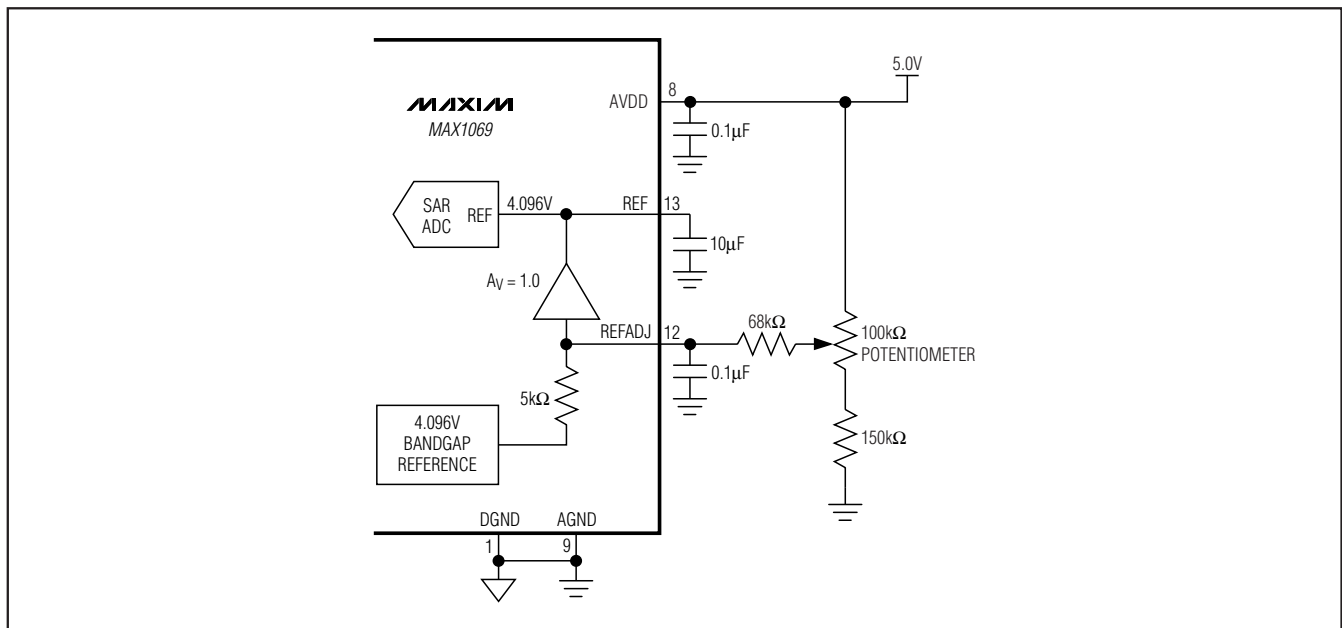 5.0V
MAXIM
MAX1069
AVDD
8
0.1µF
SAR
ADC
REF
4.096V
REF
13
10µF
AV = 1.0
REFADJ
12
68kΩ
100kΩ
POTENTIOMETER
0.1µF
5kΩ
4.096V
BANDGAP
REFERENCE
150kΩ
DGND
AGND
1
9